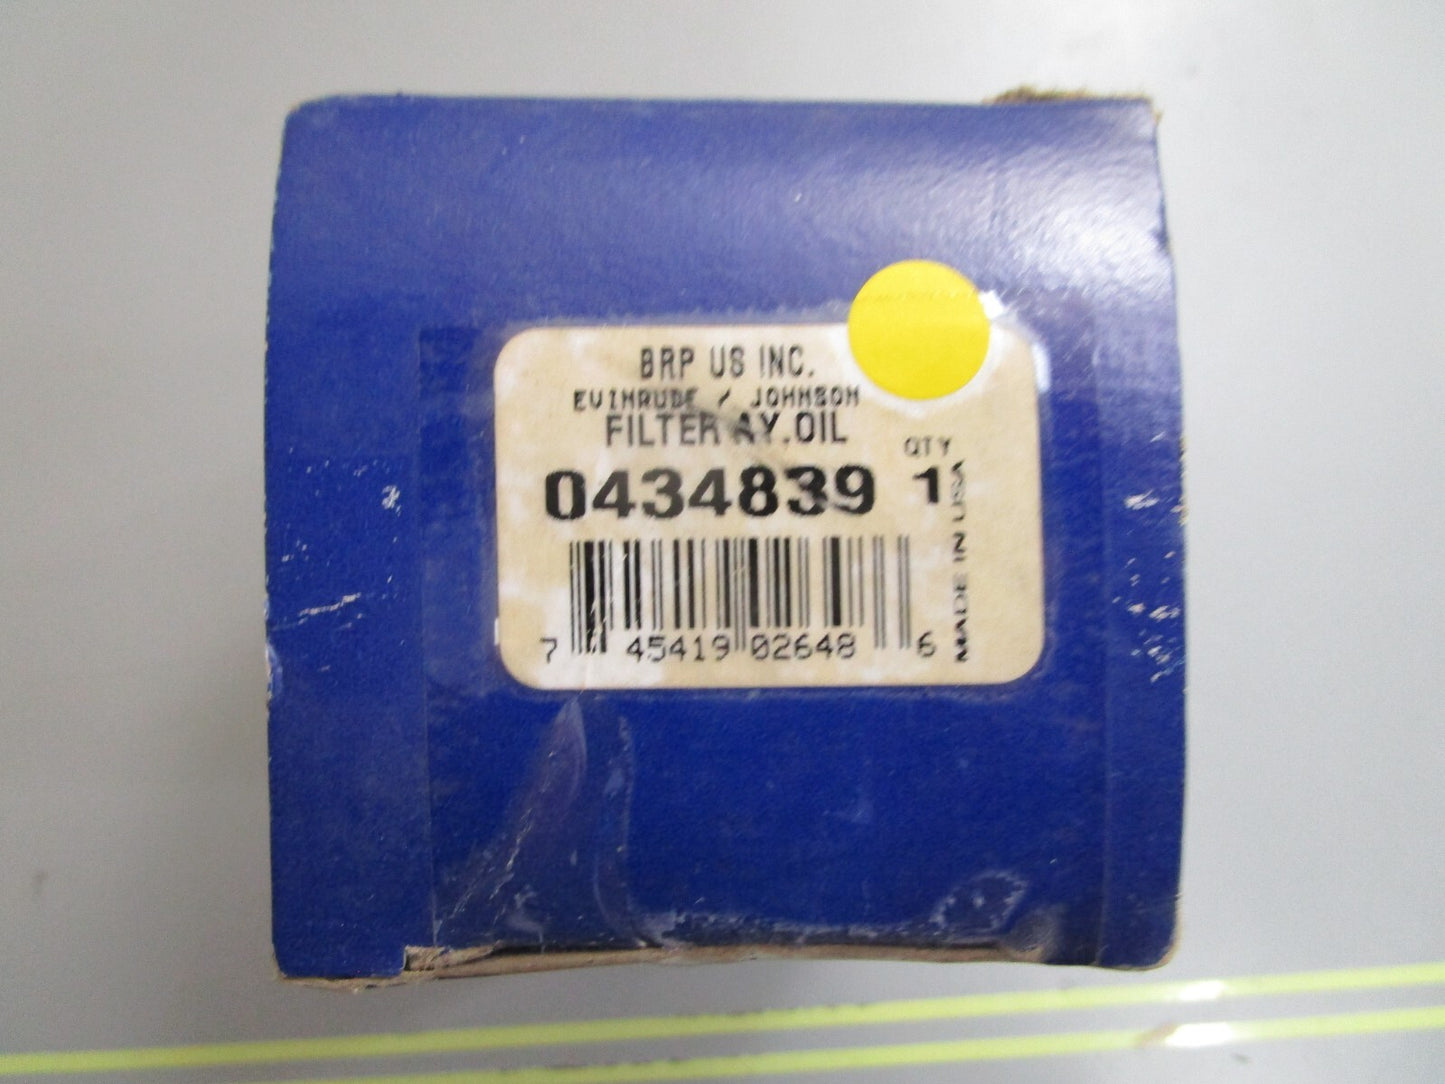 BRP US INC.
EVINRUDE / JOHNSON
FILTER AY.OIL
0434839
QTY
1
MADE IN USA
7 45419 02648 6